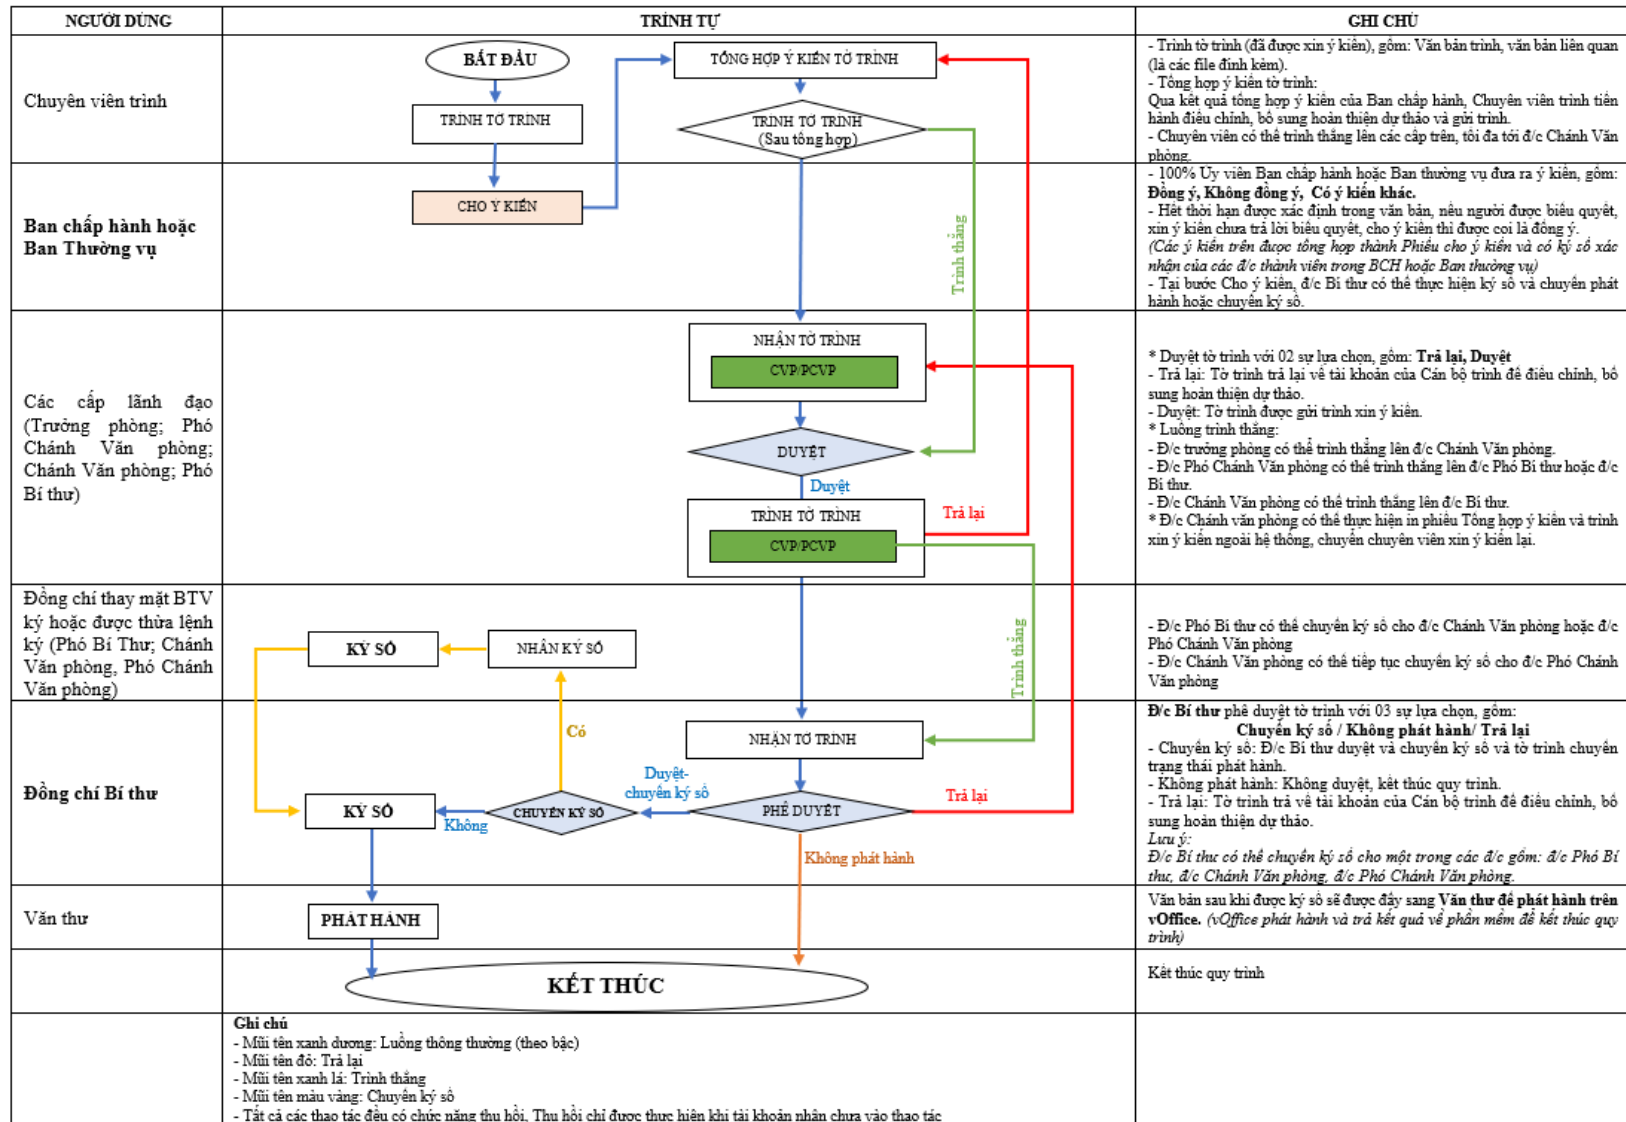 NGƯỜI DÙNG
TRÌNH TỰ
GHI CHÚ
Chuyên viên trình
BẮT ĐẦU
TRÌNH TỜ TRÌNH
TỔNG HỢP Ý KIẾN TỜ TRÌNH
TRÌNH TỜ TRÌNH
(Sau tổng hợp)
- Trình tờ trình (đã được xin ý kiến), gồm: Văn bản trình, văn bản liên quan
(là các file đính kèm).
- Tổng hợp ý kiến tờ trình:
Qua kết quả tổng hợp ý kiến của Ban chấp hành, Chuyên viên trình tiến
hành điều chỉnh, bổ sung hoàn thiện dự thảo và gửi trình.
- Chuyên viên có thể trình thẳng lên các cấp trên, tối đa tới đ/c Chánh Văn
phòng.
Ban chấp hành hoặc
Ban Thường vụ
CHO Ý KIẾN
Trình thẳng
- 100% Ủy viên Ban chấp hành hoặc Ban thường vụ đưa ra ý kiến, gồm:
Đồng ý, Không đồng ý, Có ý kiến khác.
- Hết thời hạn được xác định trong văn bản, nếu người được biểu quyết,
xin ý kiến chưa trả lời biểu quyết, cho ý kiến thì được coi là đồng ý.
(Các ý kiến trên được tổng hợp thành Phiếu cho ý kiến và có ký số xác
nhận của các đ/c thành viên trong BCH hoặc Ban thường vụ)
- Tại bước Cho ý kiến, đ/c Bí thư có thể thực hiện ký số và chuyển phát
hành hoặc chuyển ký số.
Các cấp lãnh đạo
(Trưởng phòng; Phó
Chánh Văn phòng;
Chánh Văn phòng; Phó
Bí thư)
NHẬN TỜ TRÌNH
CVP/PCVP
DUYỆT
Duyệt
TRÌNH TỜ TRÌNH
CVP/PCVP
Trả lại
* Duyệt tờ trình với 02 sự lựa chọn, gồm: Trả lại, Duyệt
- Trả lại: Tờ trình trả lại về tài khoản của Cán bộ trình để điều chỉnh, bổ
sung hoàn thiện dự thảo.
- Duyệt: Tờ trình được gửi trình xin ý kiến.
* Luồng trình thẳng:
- Đ/c trưởng phòng có thể trình thẳng lên đ/c Chánh Văn phòng.
- Đ/c Phó Chánh Văn phòng có thể trình thẳng lên đ/c Phó Bí thư hoặc đ/c
Bí thư.
- Đ/c Chánh Văn phòng có thể trình thẳng lên đ/c Bí thư.
* Đ/c Chánh văn phòng có thể thực hiện in phiếu Tổng hợp ý kiến và trình
xin ý kiến ngoài hệ thống, chuyển chuyên viên xin ý kiến lại.
Đồng chí thay mặt BTV
ký hoặc được thừa lệnh
ký (Phó Bí Thư; Chánh
Văn phòng, Phó Chánh
Văn phòng)
KÝ SỐ
NHẬN KÝ SỐ
Trình thẳng
- Đ/c Phó Bí thư có thể chuyển ký số cho đ/c Chánh Văn phòng hoặc đ/c
Phó Chánh Văn phòng
- Đ/c Chánh Văn phòng có thể tiếp tục chuyển ký số cho đ/c Phó Chánh
Văn phòng
Đồng chí Bí thư
Có
NHẬN TỜ TRÌNH
Duyệt-
chuyển ký số
KÝ SỐ
Không
CHUYỂN KÝ SỐ
PHÊ DUYỆT
Trả lại
Không phát hành
Đ/c Bí thư phê duyệt tờ trình với 03 sự lựa chọn, gồm:
Chuyển ký số / Không phát hành/ Trả lại
- Chuyển ký số: Đ/c Bí thư duyệt và chuyển ký số và tờ trình chuyển
trạng thái phát hành.
- Không phát hành: Không duyệt, kết thúc quy trình.
- Trả lại: Tờ trình trả về tài khoản của Cán bộ trình để điều chỉnh, bổ
sung hoàn thiện dự thảo.
Lưu ý:
Đ/c Bí thư có thể chuyển ký số cho một trong các đ/c gồm: đ/c Phó Bí
thư, đ/c Chánh Văn phòng, đ/c Phó Chánh Văn phòng.
Văn thư
PHÁT HÀNH
Văn bản sau khi được ký số sẽ được đẩy sang Văn thư để phát hành trên
vOffice. (vOffice phát hành và trả kết quả về phần mềm để kết thúc quy
trình)
KẾT THÚC
Kết thúc quy trình
Ghi chú
- Mũi tên xanh dương: Luồng thông thường (theo bậc)
- Mũi tên đỏ: Trả lại
- Mũi tên xanh lá: Trình thẳng
- Mũi tên màu vàng: Chuyển ký số
- Tất cả các thao tác đều có chức năng thu hồi, Thu hồi chỉ được thực hiện khi tài khoản nhận chưa vào thao tác